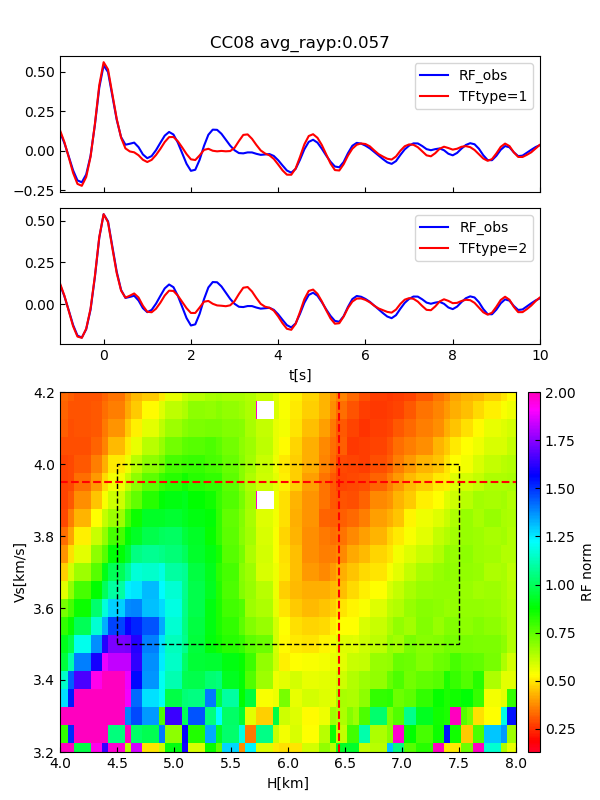 CC08 avg_rayp:0.057
0.50
0.25
0.00
−0.25
RF_obs
TFtype=1
0.50
0.25
0.00
RF_obs
TFtype=2
0 2 4 6 8 10
t[s]
4.2
4.0
3.8
3.6
3.4
3.2
Vs[km/s]
4.0 4.5 5.0 5.5 6.0 6.5 7.0 7.5 8.0
H[km]
2.00
1.75
1.50
1.25
1.00
0.75
0.50
0.25
RF norm